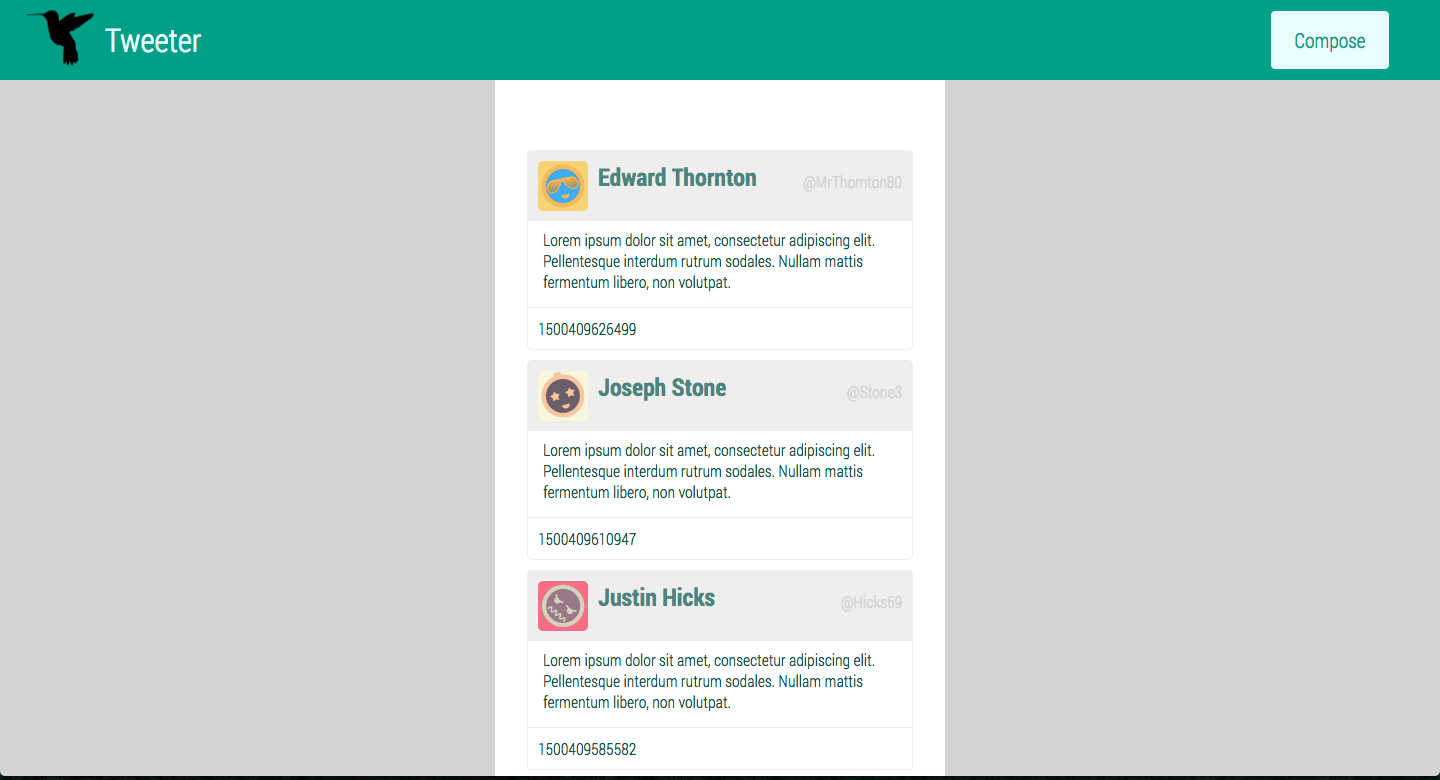 Tweeter
Compose
Edward Thornton
@MrThornton80
Lorem ipsum dolor sit amet, consectetur adipiscing elit.
Pellentesque interdum rutrum sodales. Nullam mattis
fermentum libero, non volutpat.
1500409626499
Joseph Stone
@Stone3
Lorem ipsum dolor sit amet, consectetur adipiscing elit.
Pellentesque interdum rutrum sodales. Nullam mattis
fermentum libero, non volutpat.
1500409610947
Justin Hicks
@Hicks69
Lorem ipsum dolor sit amet, consectetur adipiscing elit.
Pellentesque interdum rutrum sodales. Nullam mattis
fermentum libero, non volutpat.
1500409585582